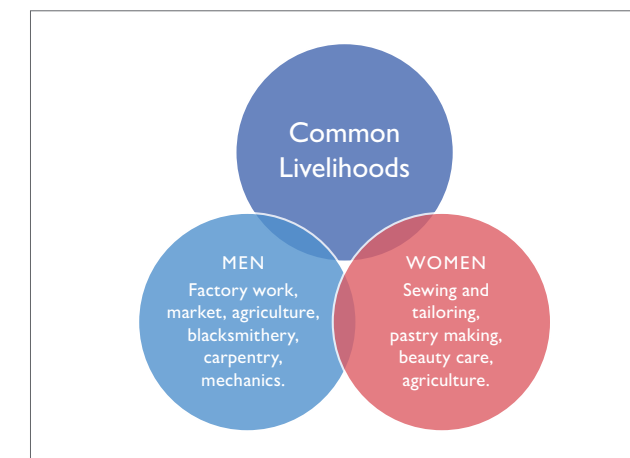 Common
Livelihoods
MEN
Factory work,
market, agriculture,
blacksmithery,
carpentry,
mechanics.
WOMEN
Sewing and
tailoring,
pastry making,
beauty care,
agriculture.